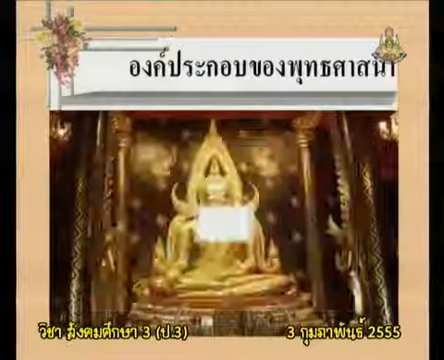 องค์ประกอบของพุทธศาสนา
วิชา สังคมศึกษา 3 (ป.3)
3 กุมภาพันธ์ 2555